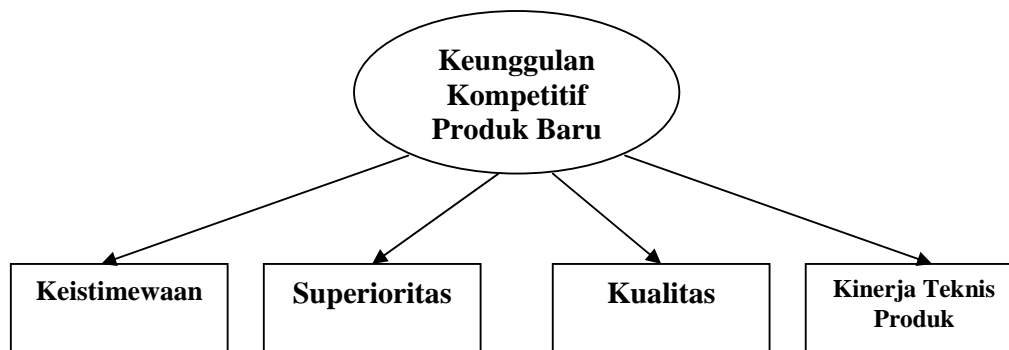 Keunggulan
Kompetitif
Produk Baru
Keistimewaan
Superioritas
Kualitas
Kinerja Teknis
Produk